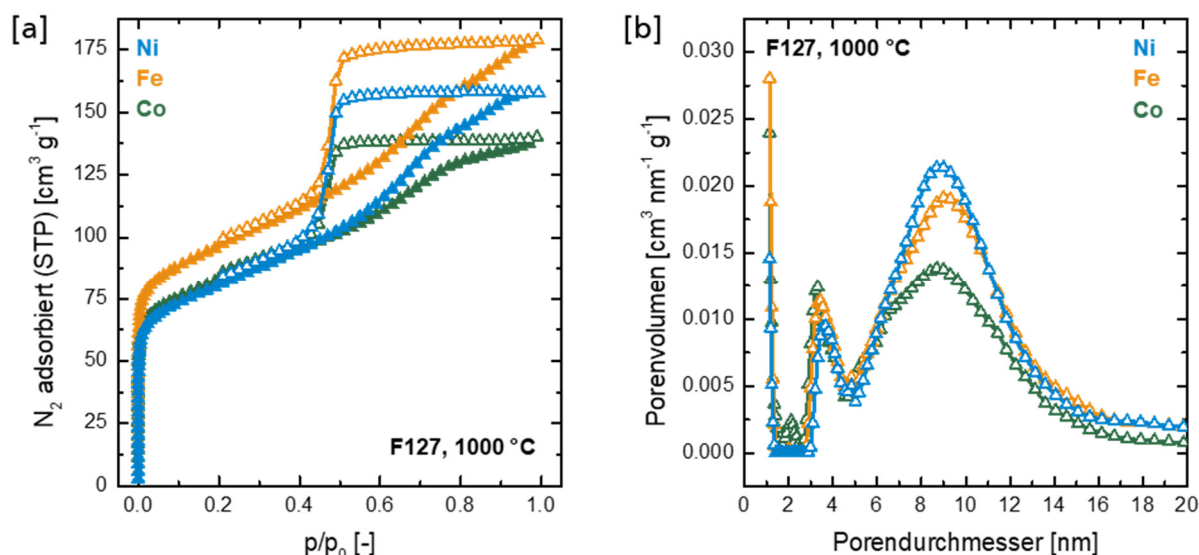 [a]
Ni
Fe
Co
F127, 1000 °C
N₂ adsorbiert (STP) [cm³ g⁻¹]
175
150
125
100
75
50
25
0
0.0 0.2 0.4 0.6 0.8 1.0
p/p₀ [-]
[b]
F127, 1000 °C
Ni
Fe
Co
Porenvolumen [cm³ nm⁻¹ g⁻¹]
0.030
0.025
0.020
0.015
0.010
0.005
0.000
0 2 4 6 8 10 12 14 16 18 20
Porendurchmesser [nm]